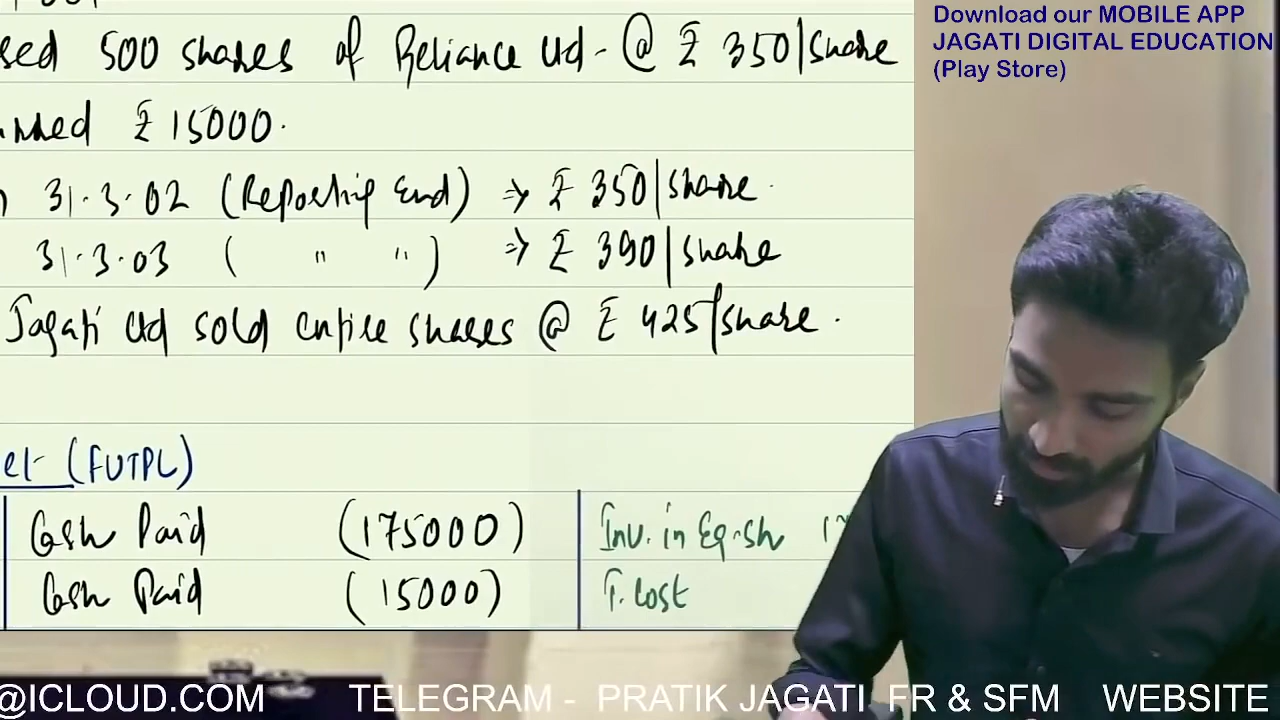 sed 500 shares of Reliance Ltd- @ ₹ 350/share
₹ 15000.
31.3.02 (Reporting End) ⇒ ₹ 350/share.
31.3.03 ( " " ) ⇒ ₹ 390/share
Jagati Ltd sold entire shares @ ₹ 425/share.
(FVTPL)
Cash Paid (175000) Inv. in Eq. sh
Cash Paid (15000) T. Cost
Download our MOBILE APP
JAGATI DIGITAL EDUCATION
(Play Store)
@ICLOUD.COM TELEGRAM - PRATIK JAGATI FR & SFM WEBSITE